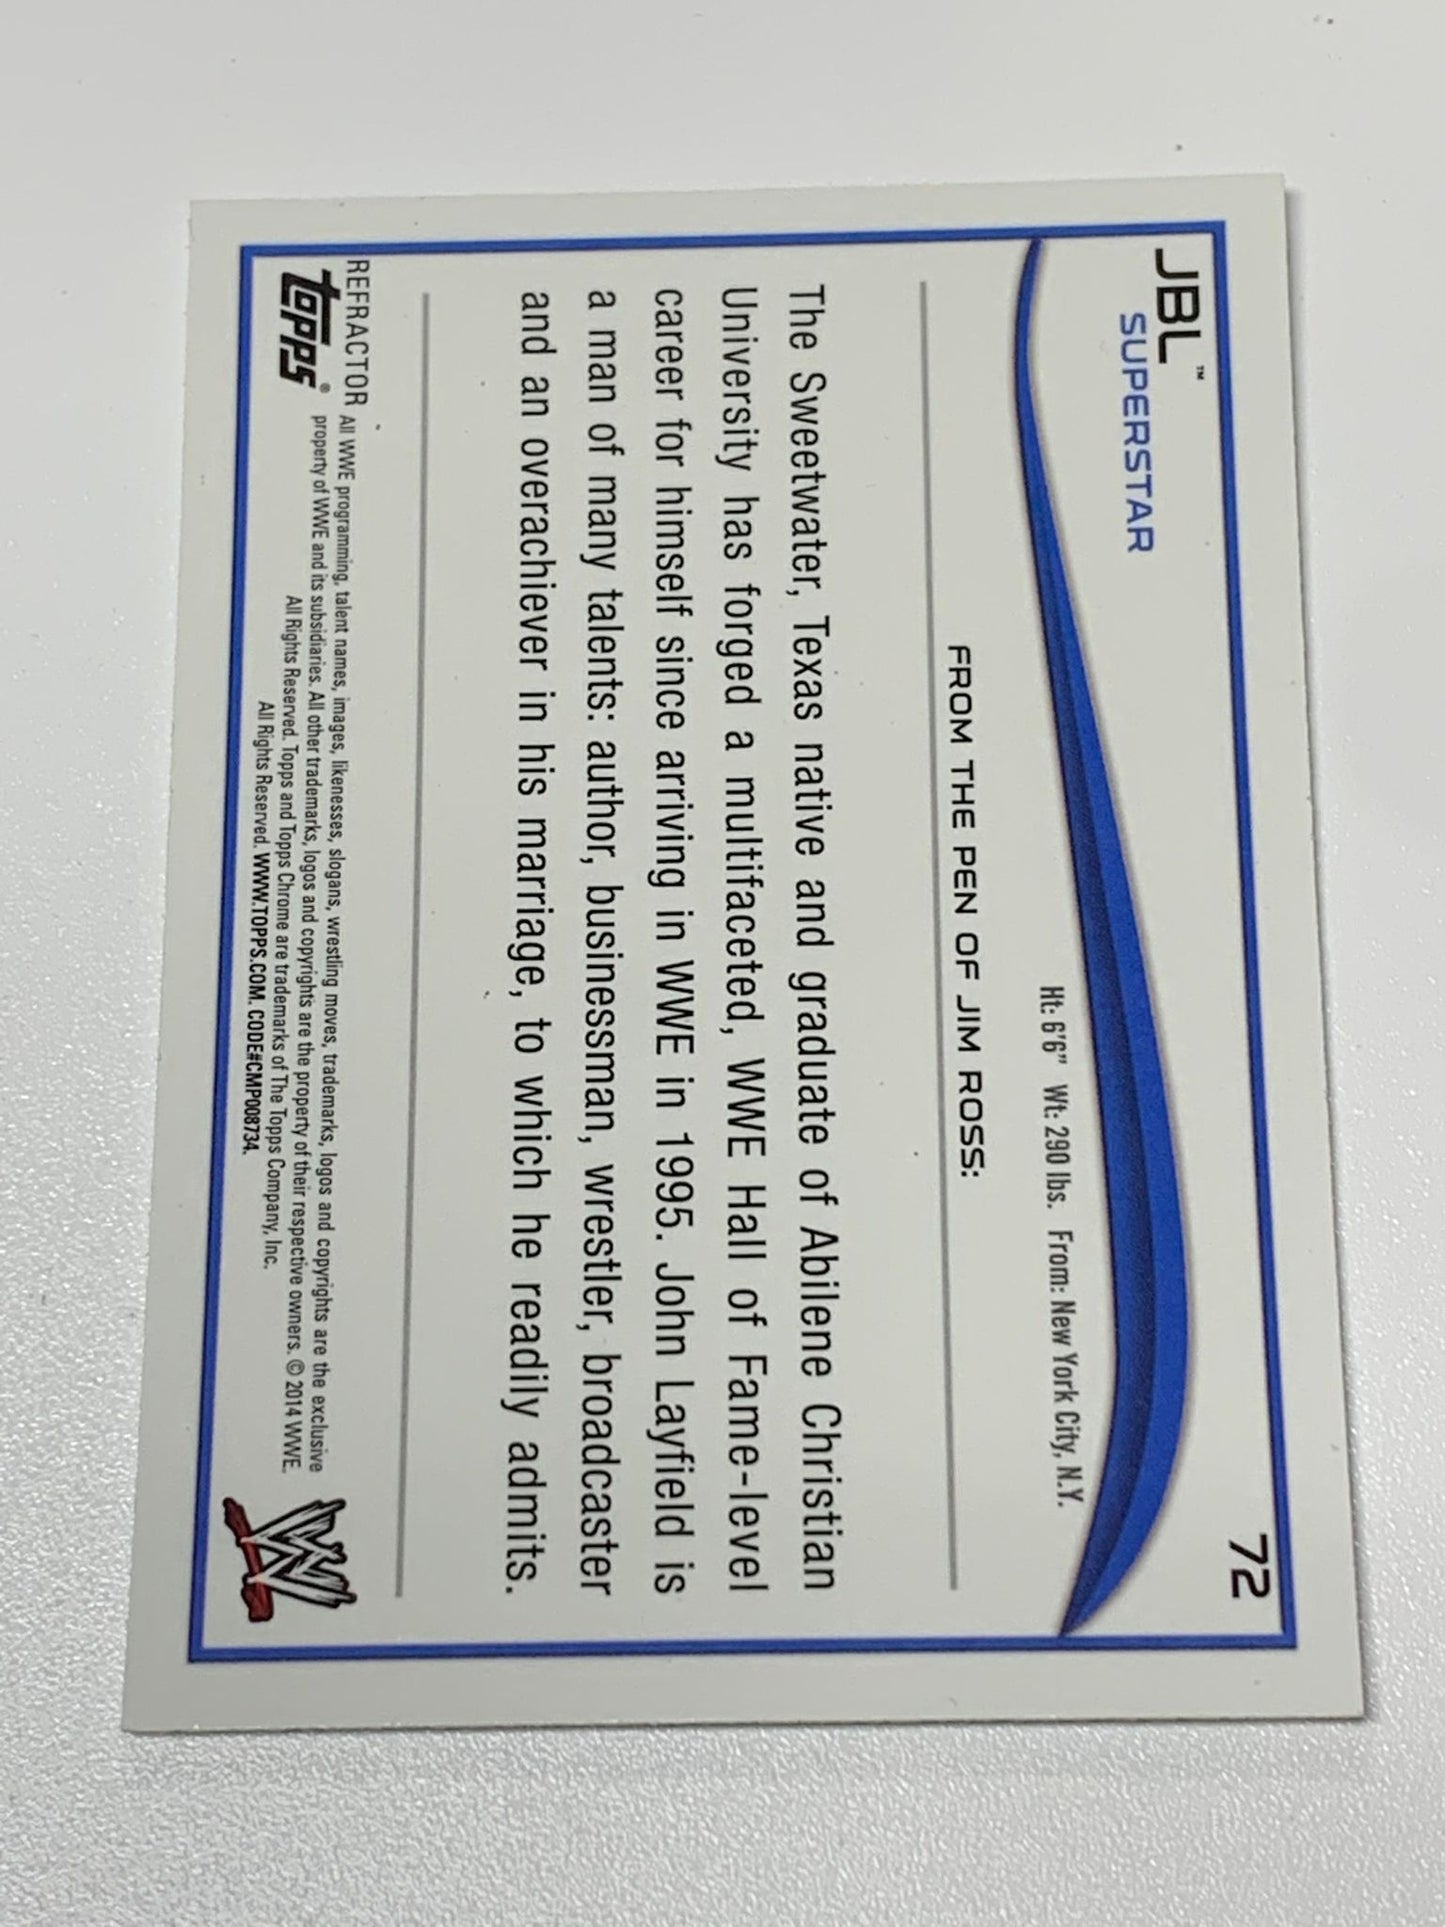 72
JBL™
SUPERSTAR
Ht: 6'6" Wt: 290 lbs. From: New York City, N.Y.
FROM THE PEN OF JIM ROSS:
The Sweetwater, Texas native and graduate of Abilene Christian
University has forged a multifaceted, WWE Hall of Fame-level
career for himself since arriving in WWE in 1995. John Layfield is
a man of many talents: author, businessman, wrestler, broadcaster
and an overachiever in his marriage, to which he readily admits.
REFRACTOR
Topps®
All WWE programming, talent names, images, likenesses, slogans, wrestling moves, trademarks, logos and copyrights are the exclusive
property of WWE and its subsidiaries. All other trademarks, logos and copyrights are the property of their respective owners. © 2014 WWE.
All Rights Reserved. Topps and Topps Chrome are trademarks of The Topps Company, Inc.
All Rights Reserved. WWW.TOPPS.COM. CODE#CMP008734.
W